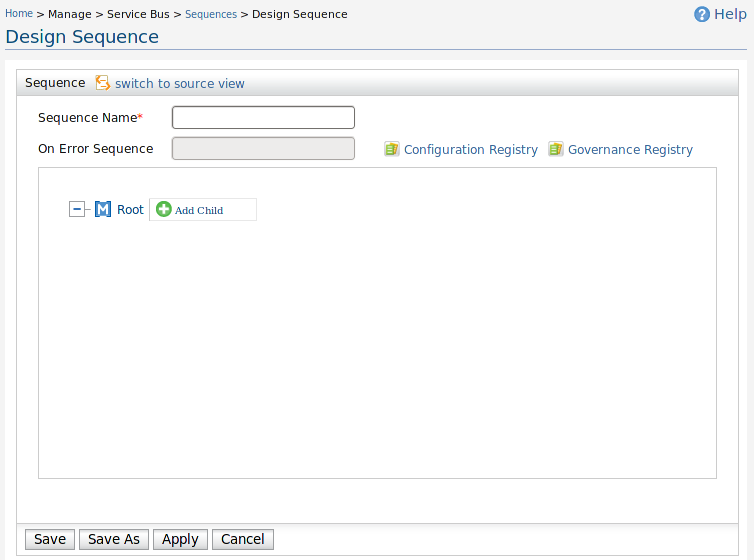 Home > Manage > Service Bus > Sequences > Design Sequence
Help
Design Sequence
Sequence switch to source view
Sequence Name*
On Error Sequence Configuration Registry Governance Registry
Root Add Child
Save Save As Apply Cancel